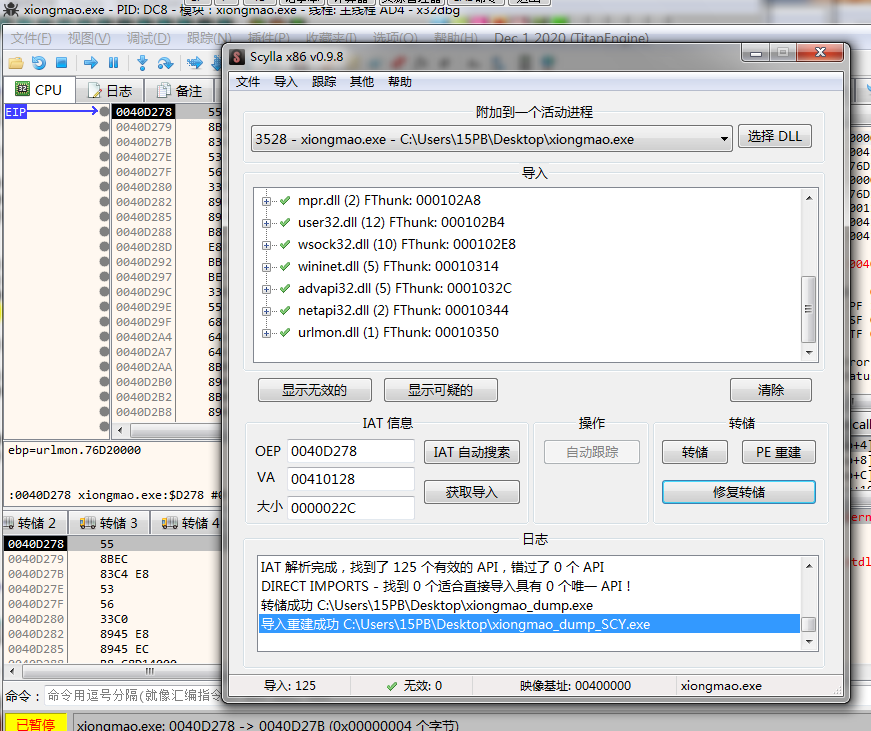 xiongmao.exe - PID: DC8 - 模块：xiongmao.exe - 线程: 主线程 AD4 - x32dbg
文件(F) 视图(V) 调试(D) 跟踪(N) 插件(P) 收藏夹(I) 选项(O) 帮助(H) Dec 1 2020 (TitanEngine)
CPU 日志 备注
EIP
0040D278 55
0040D279 8B
0040D27B 83
0040D27E 53
0040D27F 56
0040D280 33
0040D282 89
0040D285 89
0040D288 B8
0040D28D E8
0040D292 BB
0040D297 BE
0040D29C 33
0040D29E 55
0040D29F 68
0040D2A4 64
0040D2A7 64
0040D2AA 8B
0040D2B0 89
0040D2B2 8B
0040D2B8 89
ebp=urlmon.76D20000
:0040D278 xiongmao.exe:$D278
转储 2 转储 3 转储 4
0040D278 55
0040D279 8BEC
0040D27B 83C4 E8
0040D27E 53
0040D27F 56
0040D280 33C0
0040D282 8945 E8
0040D285 8945 EC
命令： 命令用逗号分隔(就像汇编指令
已暂停 xiongmao.exe: 0040D278 -> 0040D27B (0x00000004 个字节)
Scylla x86 v0.9.8
文件 导入 跟踪 其他 帮助
附加到一个活动进程
3528 - xiongmao.exe - C:\Users\15PB\Desktop\xiongmao.exe
选择 DLL
导入
mpr.dll (2) FThunk: 000102A8
user32.dll (12) FThunk: 000102B4
wsock32.dll (10) FThunk: 000102E8
wininet.dll (5) FThunk: 00010314
advapi32.dll (5) FThunk: 0001032C
netapi32.dll (2) FThunk: 00010344
urlmon.dll (1) FThunk: 00010350
显示无效的 显示可疑的 清除
IAT 信息 操作 转储
OEP 0040D278 IAT 自动搜索 自动跟踪 转储 PE 重建
VA 00410128
大小 0000022C 获取导入 修复转储
日志
IAT 解析完成，找到了 125 个有效的 API，错过了 0 个 API
DIRECT IMPORTS - 找到 0 个适合直接导入具有 0 个唯一 API！
转储成功 C:\Users\15PB\Desktop\xiongmao_dump.exe
导入重建成功 C:\Users\15PB\Desktop\xiongmao_dump_SCY.exe
导入: 125 无效: 0 映像基址: 00400000 xiongmao.exe